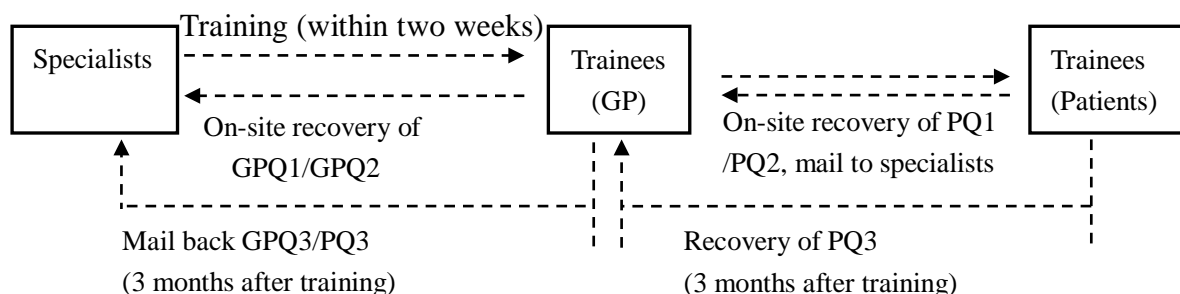 Training (within two weeks)
Specialists
Trainees
(GP)
Trainees
(Patients)
On-site recovery of
GPQ1/GPQ2
On-site recovery of PQ1
/PQ2, mail to specialists
Mail back GPQ3/PQ3
(3 months after training)
Recovery of PQ3
(3 months after training)